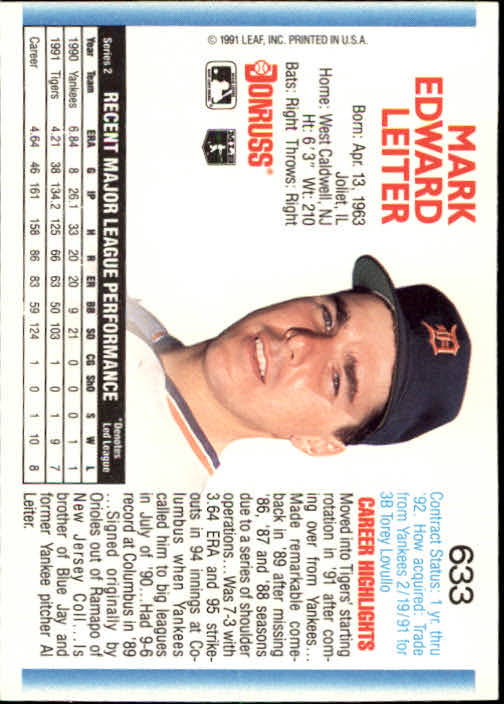 MARK
EDWARD
LEITER
633
Born: Apr. 13, 1963
Joliet, IL
Home: West Caldwell, NJ
Ht: 6' 3" Wt: 210
Bats: Right Throws: Right
DONRUSS®
© 1991 LEAF, INC. PRINTED IN U.S.A.
Contract Status: 1 yr. thru
'92. How acquired: Trade
from Yankees 2/19/91 for
3B Torey Lovullo
CAREER HIGHLIGHTS
Moved into Tigers' starting
rotation in '91 after com-
ing over from Yankees...
Made remarkable come-
back in '89 after missing
'86, '87 and '88 seasons
due to a series of shoulder
operations...Was 7-3 with
3.64 ERA and 95 strike-
outs in 94 innings at Co-
lumbus when Yankees
called him to big leagues
in July of '90...Had 9-6
record at Columbus in '89
...Signed originally by
Orioles out of Ramapo of
New Jersey Coll....Is
brother of Blue Jay and
former Yankee pitcher Al
Leiter.
Series 2 RECENT MAJOR LEAGUE PERFORMANCE *Denotes
Led League
Year Team ERA G IP H R ER BB SO CG ShO S W L
1990 Yankees 6.84 8 26.1 33 20 20 9 21 0 0 0 1 1
1991 Tigers 4.21 38 134.2 125 66 63 50 103 1 0 1 9 7
Career 4.64 46 161 158 86 83 59 124 1 0 1 10 8